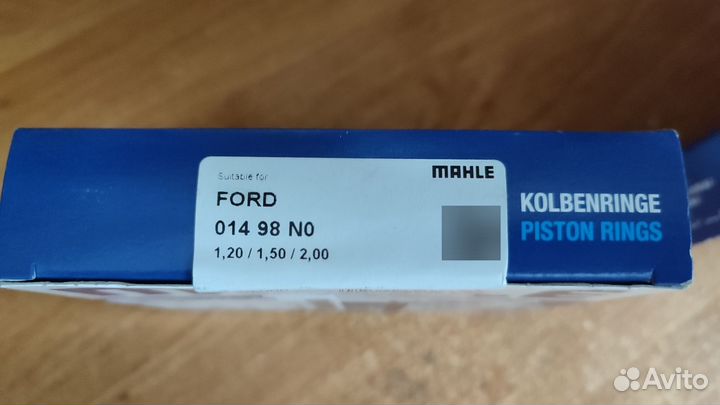 Suitable for
FORD
014 98 N0
1,20 / 1,50 / 2,00
MAHLE
KOLBENRINGE
PISTON RINGS
Avito